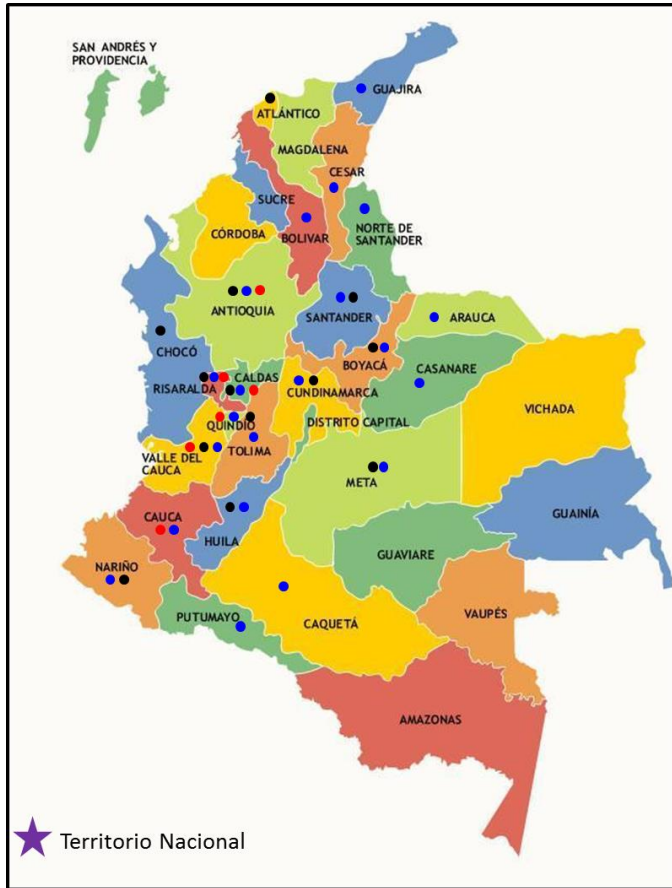 SAN ANDRÉS Y
PROVIDENCIA
GUAJIRA
ATLÁNTICO
MAGDALENA
CESAR
SUCRE
NORTE DE
SANTANDER
CÓRDOBA
BOLIVAR
ANTIOQUIA
SANTANDER
ARAUCA
CHOCÓ
BOYACÁ
CASANARE
RISARALDA
CALDAS
CUNDINAMARCA
VICHADA
QUINDIO
DISTRITO CAPITAL
VALLE DEL
CAUCA
TOLIMA
META
CAUCA
GUAINÍA
HUILA
GUAVIARE
NARIÑO
VAUPÉS
PUTUMAYO
CAQUETÁ
AMAZONAS
Territorio Nacional